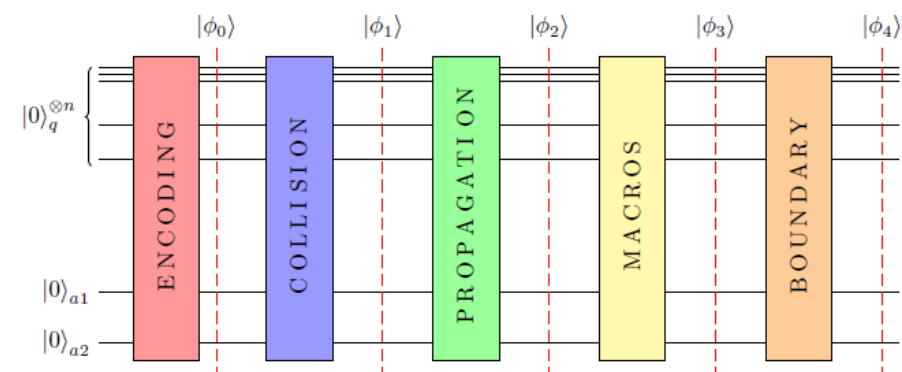 |ϕ₀⟩ |ϕ₁⟩ |ϕ₂⟩ |ϕ₃⟩ |ϕ₄⟩
|0⟩_q^{⊗n}
ENCODING
COLLISION
PROPAGATION
MACROS
BOUNDARY
|0⟩_{a1}
|0⟩_{a2}